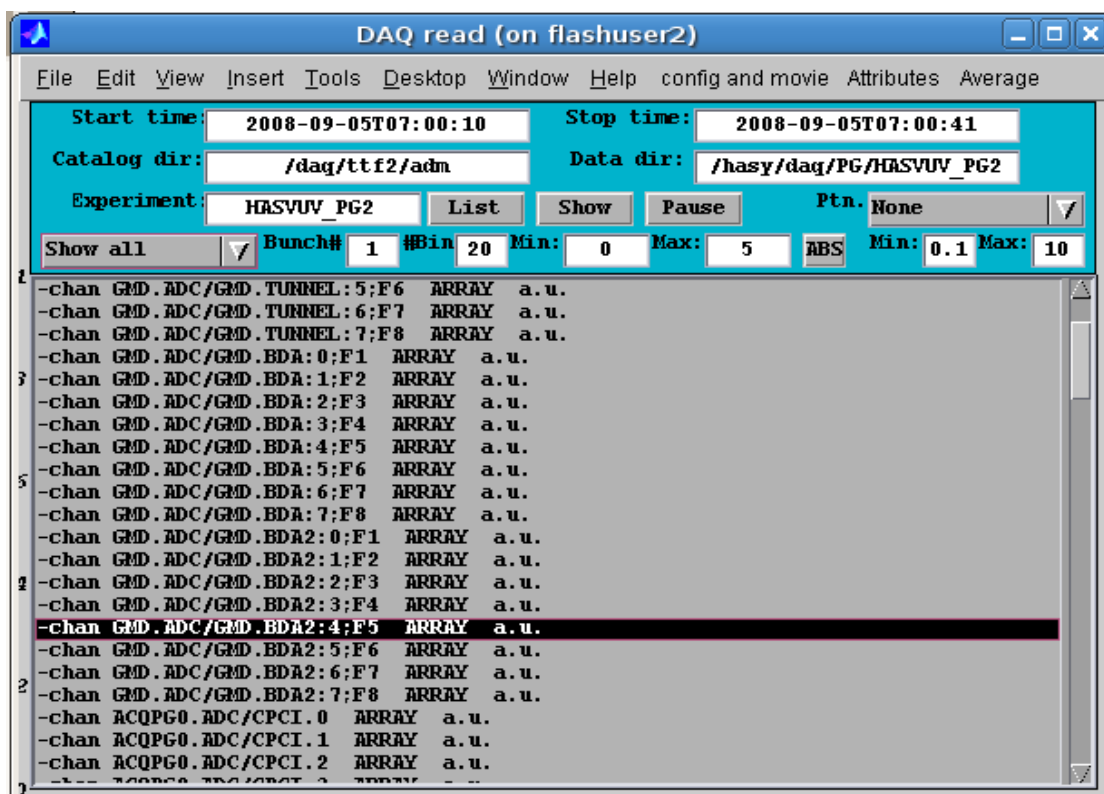 DAQ read (on flashuser2)
File Edit View Insert Tools Desktop Window Help config and movie Attributes Average
Start time: 2008-09-05T07:00:10 Stop time: 2008-09-05T07:00:41
Catalog dir: /daq/ttf2/adm Data dir: /hasy/daq/PG/HASVUV_PG2
Experiment: HASVUV_PG2 List Show Pause Ptn. None
Show all Bunch# 1 #Bin 20 Min: 0 Max: 5 ABS Min: 0.1 Max: 10
-chan GMD.ADC/GMD.TUNNEL:5;F6 ARRAY a.u.
-chan GMD.ADC/GMD.TUNNEL:6;F7 ARRAY a.u.
-chan GMD.ADC/GMD.TUNNEL:7;F8 ARRAY a.u.
-chan GMD.ADC/GMD.BDA:0;F1 ARRAY a.u.
-chan GMD.ADC/GMD.BDA:1;F2 ARRAY a.u.
-chan GMD.ADC/GMD.BDA:2;F3 ARRAY a.u.
-chan GMD.ADC/GMD.BDA:3;F4 ARRAY a.u.
-chan GMD.ADC/GMD.BDA:4;F5 ARRAY a.u.
-chan GMD.ADC/GMD.BDA:5;F6 ARRAY a.u.
-chan GMD.ADC/GMD.BDA:6;F7 ARRAY a.u.
-chan GMD.ADC/GMD.BDA:7;F8 ARRAY a.u.
-chan GMD.ADC/GMD.BDA2:0;F1 ARRAY a.u.
-chan GMD.ADC/GMD.BDA2:1;F2 ARRAY a.u.
-chan GMD.ADC/GMD.BDA2:2;F3 ARRAY a.u.
-chan GMD.ADC/GMD.BDA2:3;F4 ARRAY a.u.
-chan GMD.ADC/GMD.BDA2:4;F5 ARRAY a.u.
-chan GMD.ADC/GMD.BDA2:5;F6 ARRAY a.u.
-chan GMD.ADC/GMD.BDA2:6;F7 ARRAY a.u.
-chan GMD.ADC/GMD.BDA2:7;F8 ARRAY a.u.
-chan ACQPG0.ADC/CPCI.0 ARRAY a.u.
-chan ACQPG0.ADC/CPCI.1 ARRAY a.u.
-chan ACQPG0.ADC/CPCI.2 ARRAY a.u.